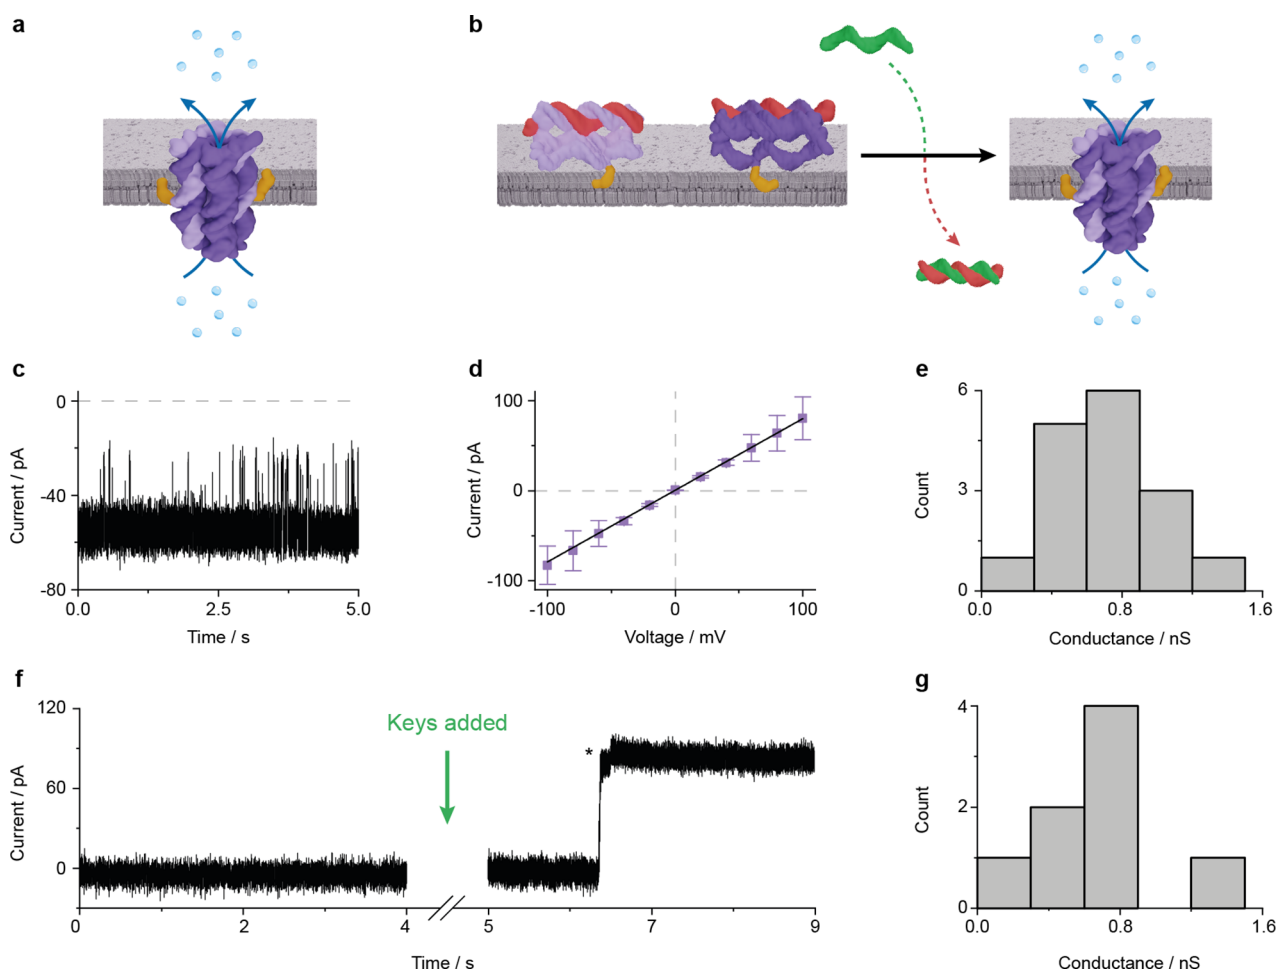 a
b
c
0
-40
-80
0.0
2.5
5.0
Current / pA
Time / s
d
100
0
-100
-100
0
100
Current / pA
Voltage / mV
e
6
3
0
0.0
0.8
1.6
Count
Conductance / nS
f
120
60
0
0
2
4
5
7
9
Keys added
*
Current / pA
Time / s
g
4
2
0
0.0
0.8
1.6
Count
Conductance / nS